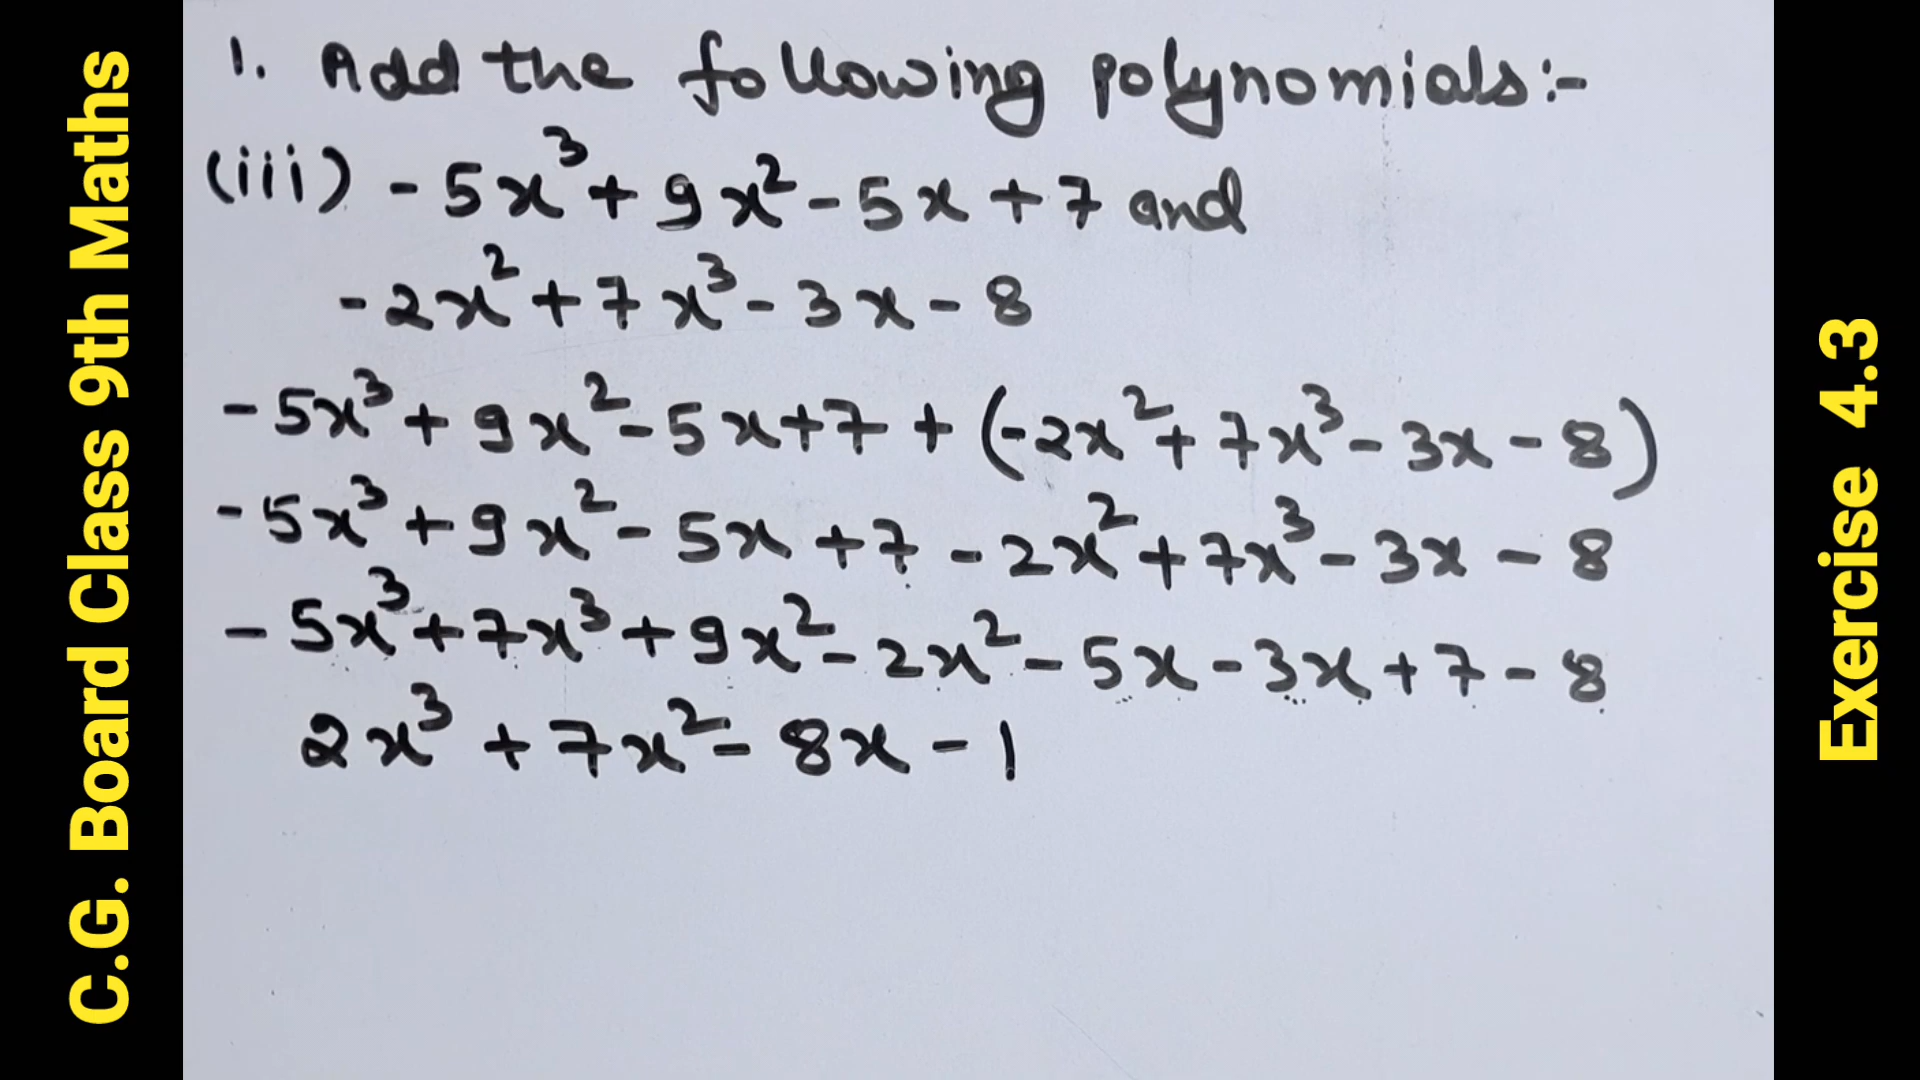 C.G. Board Class 9th Maths
1. Add the following polynomials:-
(iii) -5x³ + 9x² - 5x + 7 and
-2x² + 7x³ - 3x - 8
-5x³ + 9x² - 5x + 7 + (-2x² + 7x³ - 3x - 8)
-5x³ + 9x² - 5x + 7 - 2x² + 7x³ - 3x - 8
-5x³ + 7x³ + 9x² - 2x² - 5x - 3x + 7 - 8
2x³ + 7x² - 8x - 1
Exercise 4.3